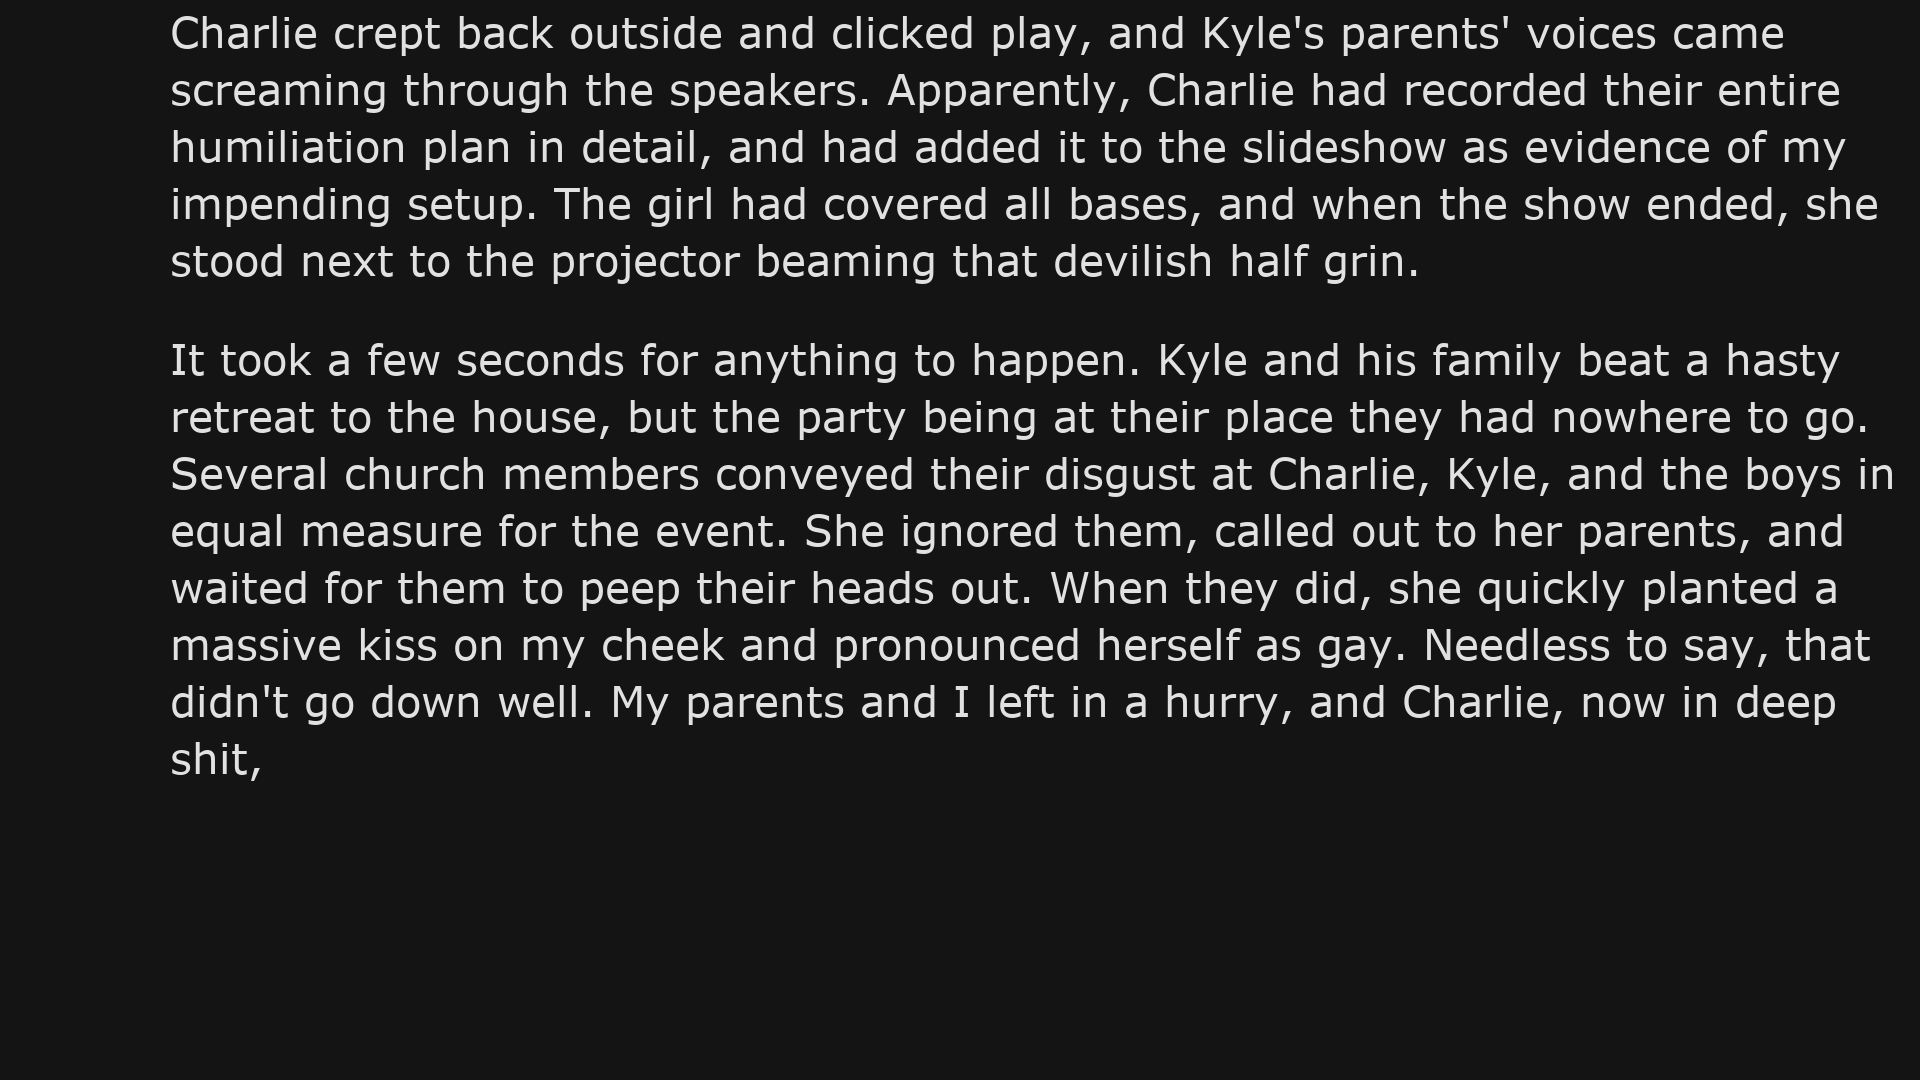 Charlie crept back outside and clicked play, and Kyle's parents' voices came
screaming through the speakers. Apparently, Charlie had recorded their entire
humiliation plan in detail, and had added it to the slideshow as evidence of my
impending setup. The girl had covered all bases, and when the show ended, she
stood next to the projector beaming that devilish half grin.
It took a few seconds for anything to happen. Kyle and his family beat a hasty
retreat to the house, but the party being at their place they had nowhere to go.
Several church members conveyed their disgust at Charlie, Kyle, and the boys in
equal measure for the event. She ignored them, called out to her parents, and
waited for them to peep their heads out. When they did, she quickly planted a
massive kiss on my cheek and pronounced herself as gay. Needless to say, that
didn't go down well. My parents and I left in a hurry, and Charlie, now in deep
shit,